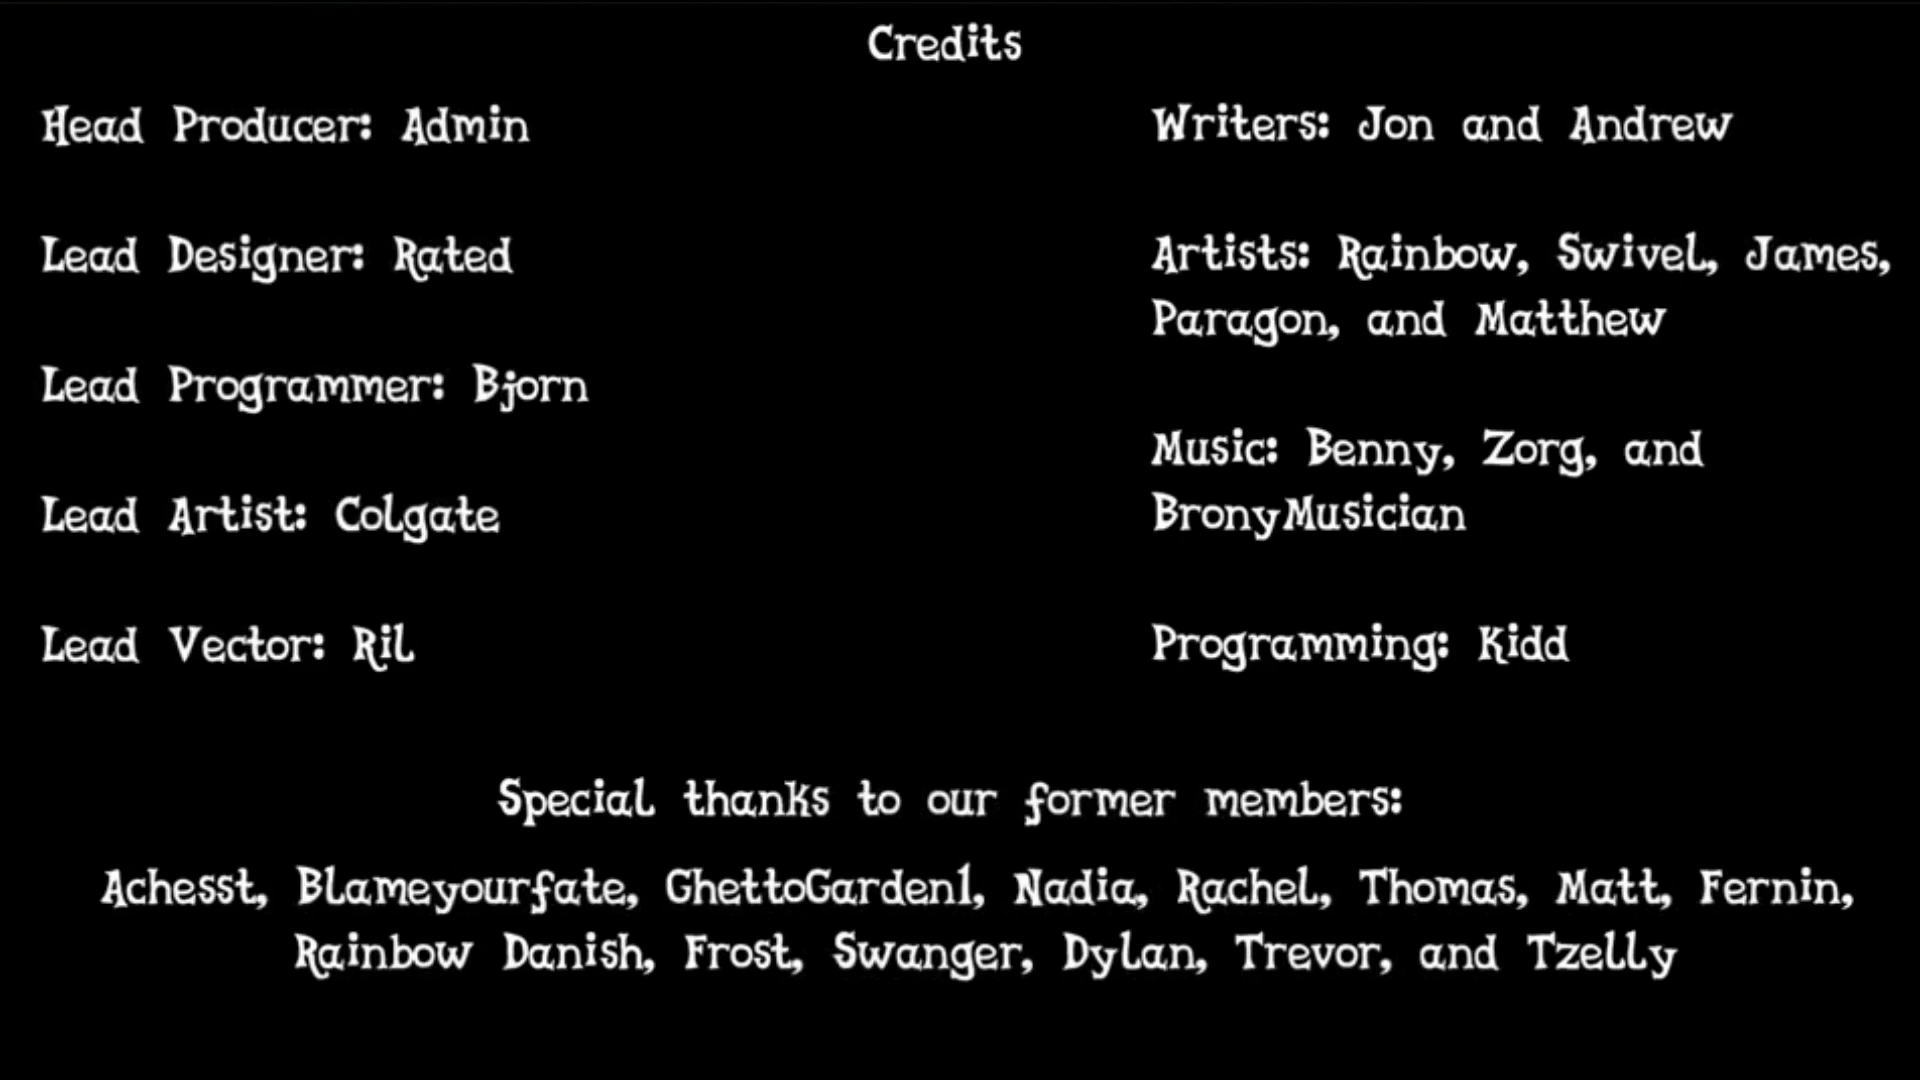 Credits
Head Producer: Admin
Lead Designer: Rated
Lead Programmer: Bjorn
Lead Artist: Colgate
Lead Vector: Ril
Writers: Jon and Andrew
Artists: Rainbow, Swivel, James,
Paragon, and Matthew
Music: Benny, Zorg, and
BronyMusician
Programming: Kidd
Special thanks to our former members:
Achesst, Blameyourfate, GhettoGarden1, Nadia, Rachel, Thomas, Matt, Fernin,
Rainbow Danish, Frost, Swanger, Dylan, Trevor, and Tzelly